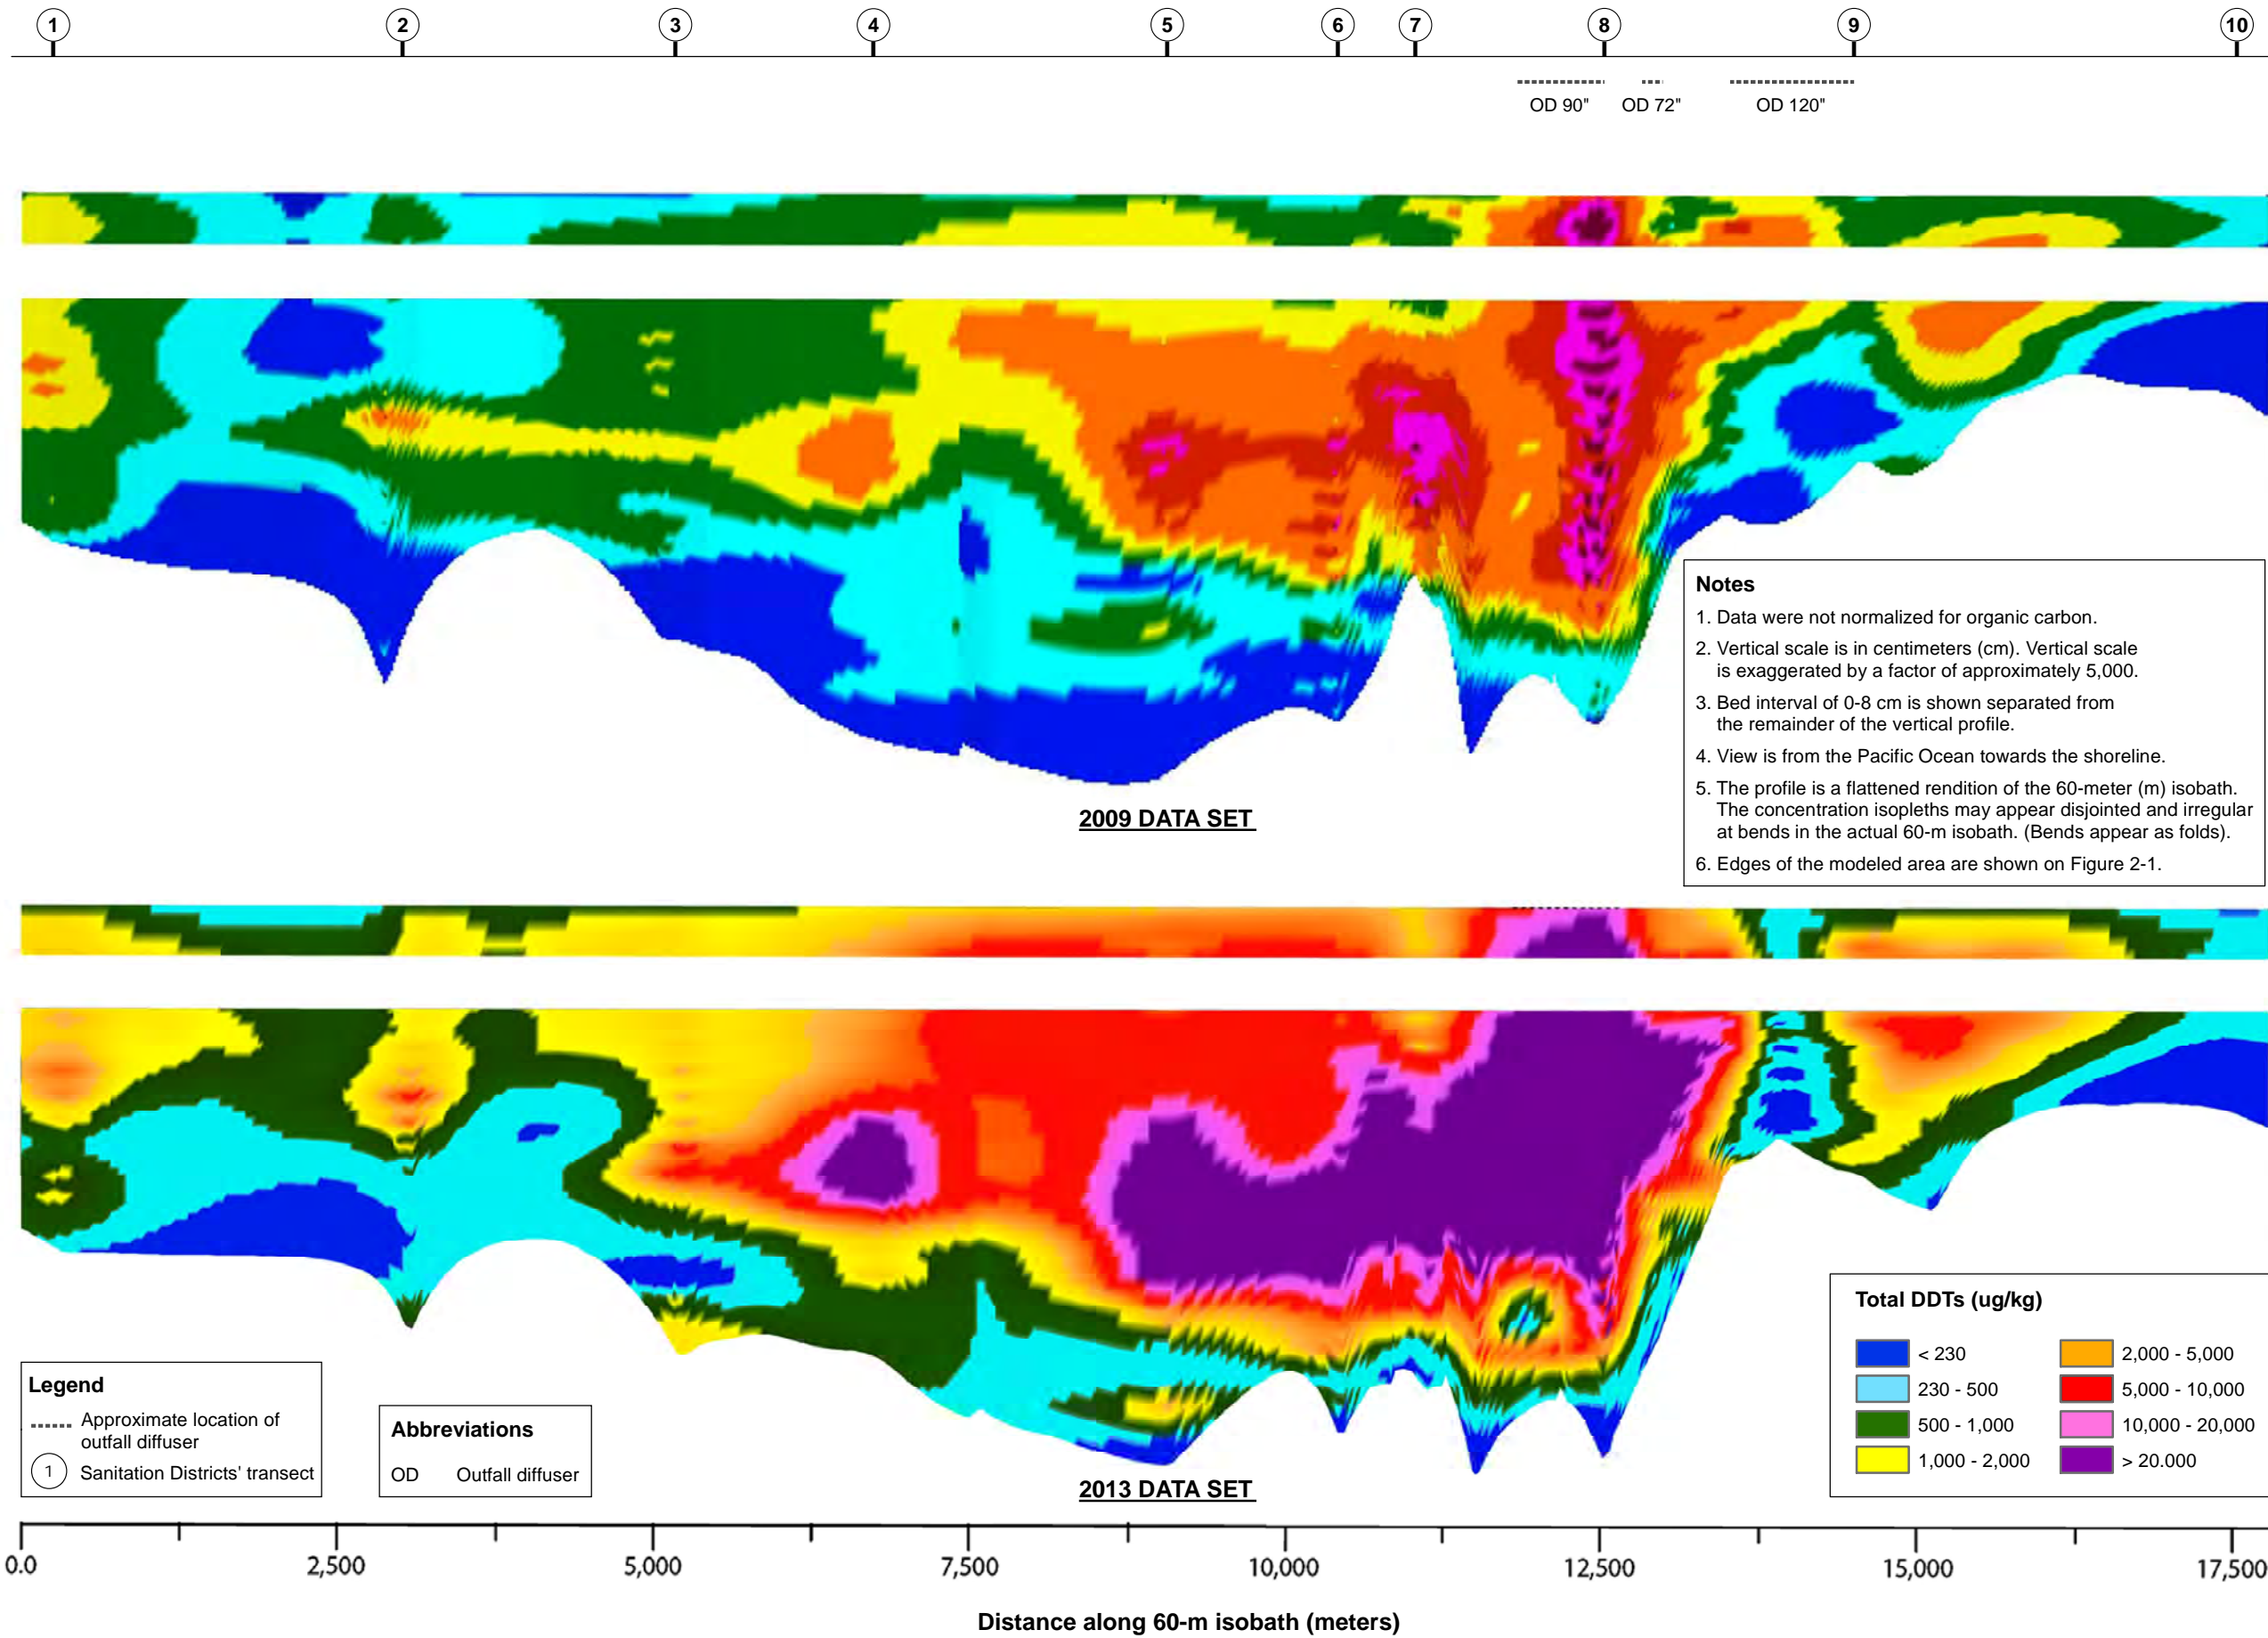 1 2 3 4 5 6 7 8 9 10
OD 90" OD 72" OD 120"
Notes
1. Data were not normalized for organic carbon.
2. Vertical scale is in centimeters (cm). Vertical scale
is exaggerated by a factor of approximately 5,000.
3. Bed interval of 0-8 cm is shown separated from
the remainder of the vertical profile.
4. View is from the Pacific Ocean towards the shoreline.
5. The profile is a flattened rendition of the 60-meter (m) isobath.
The concentration isopleths may appear disjointed and irregular
at bends in the actual 60-m isobath. (Bends appear as folds).
6. Edges of the modeled area are shown on Figure 2-1.
2009 DATA SET
Legend
Approximate location of
outfall diffuser
1 Sanitation Districts' transect
Abbreviations
OD Outfall diffuser
2013 DATA SET
Total DDTs (ug/kg)
< 230 2,000 - 5,000
230 - 500 5,000 - 10,000
500 - 1,000 10,000 - 20,000
1,000 - 2,000 > 20.000
0.0 2,500 5,000 7,500 10,000 12,500 15,000 17,500
Distance along 60-m isobath (meters)